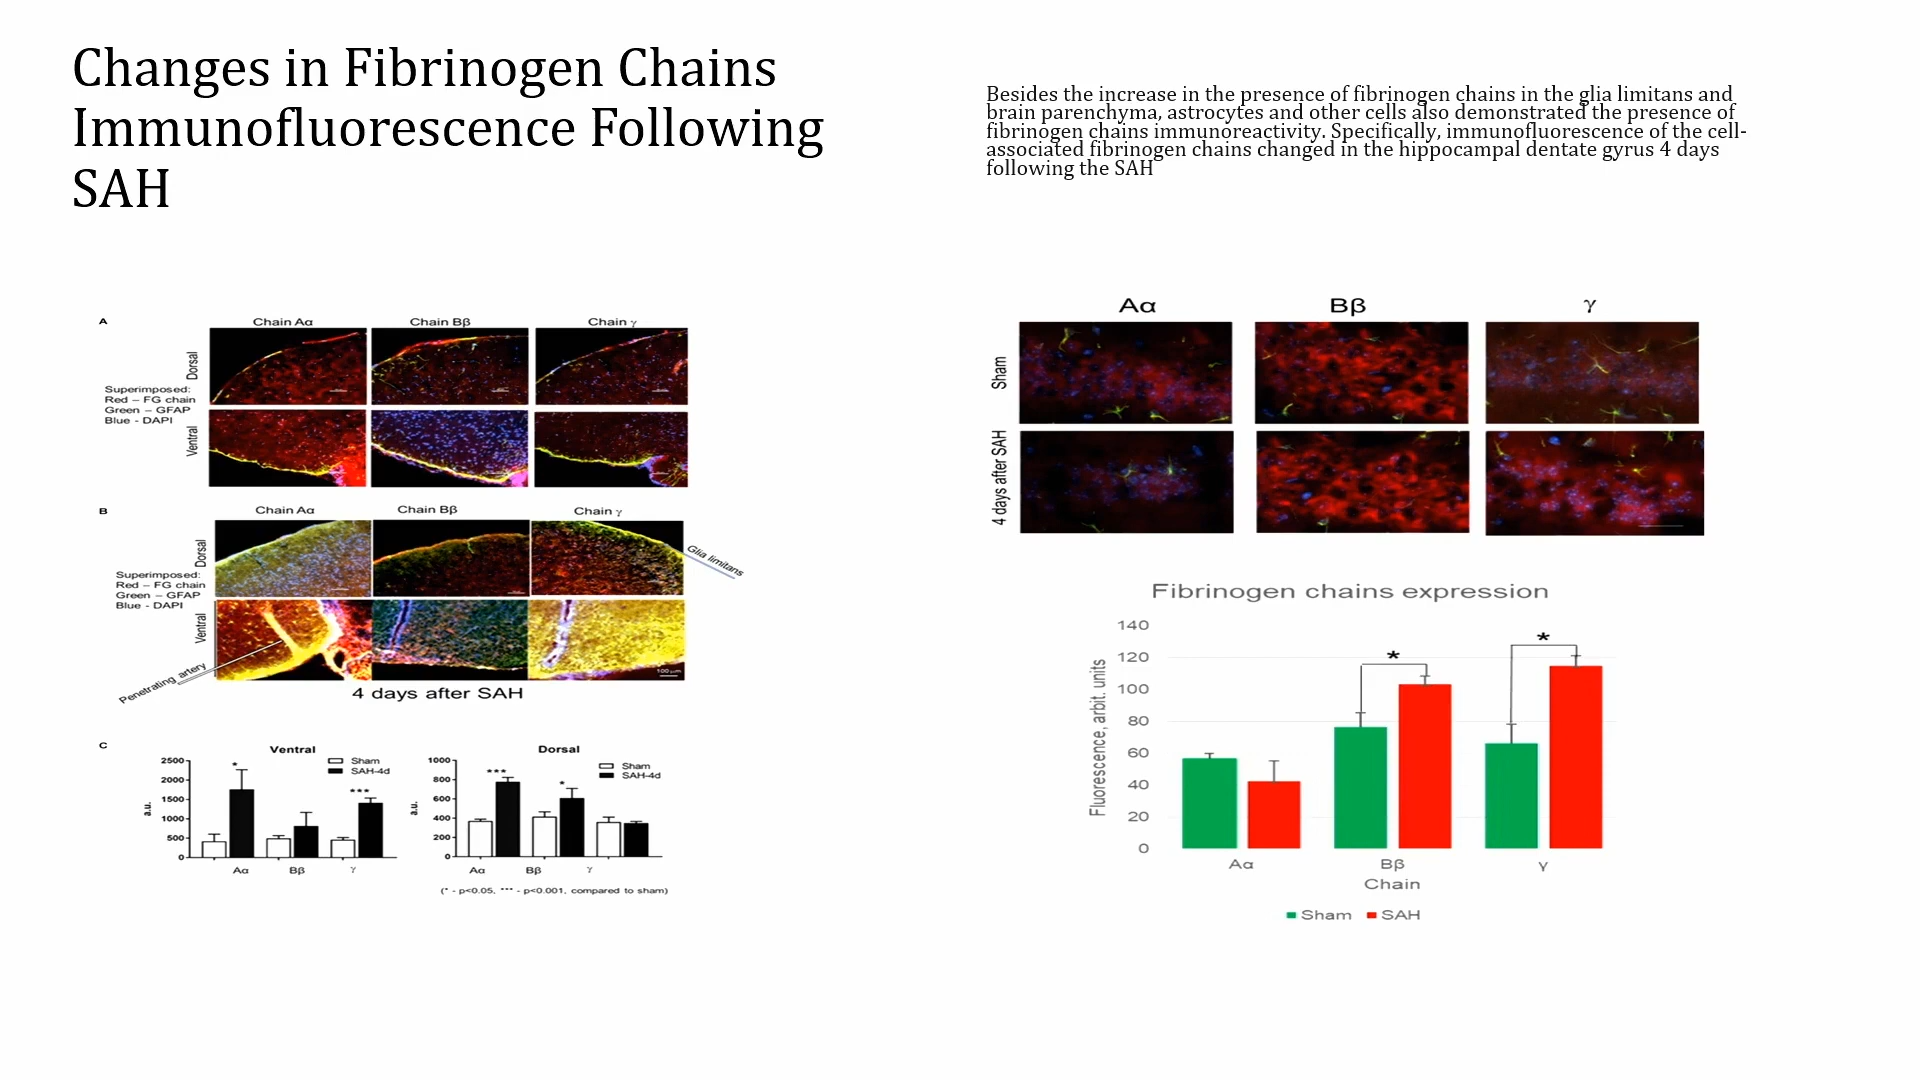 Changes in Fibrinogen Chains
Immunofluorescence Following
SAH
Besides the increase in the presence of fibrinogen chains in the glia limitans and
brain parenchyma, astrocytes and other cells also demonstrated the presence of
fibrinogen chains immunoreactivity. Specifically, immunofluorescence of the cell-
associated fibrinogen chains changed in the hippocampal dentate gyrus 4 days
following the SAH
A
Chain Aα Chain Bβ Chain γ
Dorsal
Superimposed:
Red – FG chain
Green – GFAP
Blue - DAPI
Ventral
B
Chain Aα Chain Bβ Chain γ
Dorsal
Glia limitans
Superimposed:
Red – FG chain
Green – GFAP
Blue - DAPI
Ventral
Penetrating artery
100 µm
4 days after SAH
C
Ventral
Sham
SAH-4d
2500
2000
1500
1000
500
0
a.u.
* ***
Aα Bβ γ
Dorsal
Sham
SAH-4d
1000
800
600
400
200
0
a.u.
*** *
Aα Bβ γ
(* - p<0.05, *** - p<0.001, compared to sham)
Aα Bβ γ
Sham
4 days after SAH
Fibrinogen chains expression
140
120
100
80
60
40
20
0
Fluorescence, arbit. units
* *
Aα Bβ γ
Chain
Sham SAH